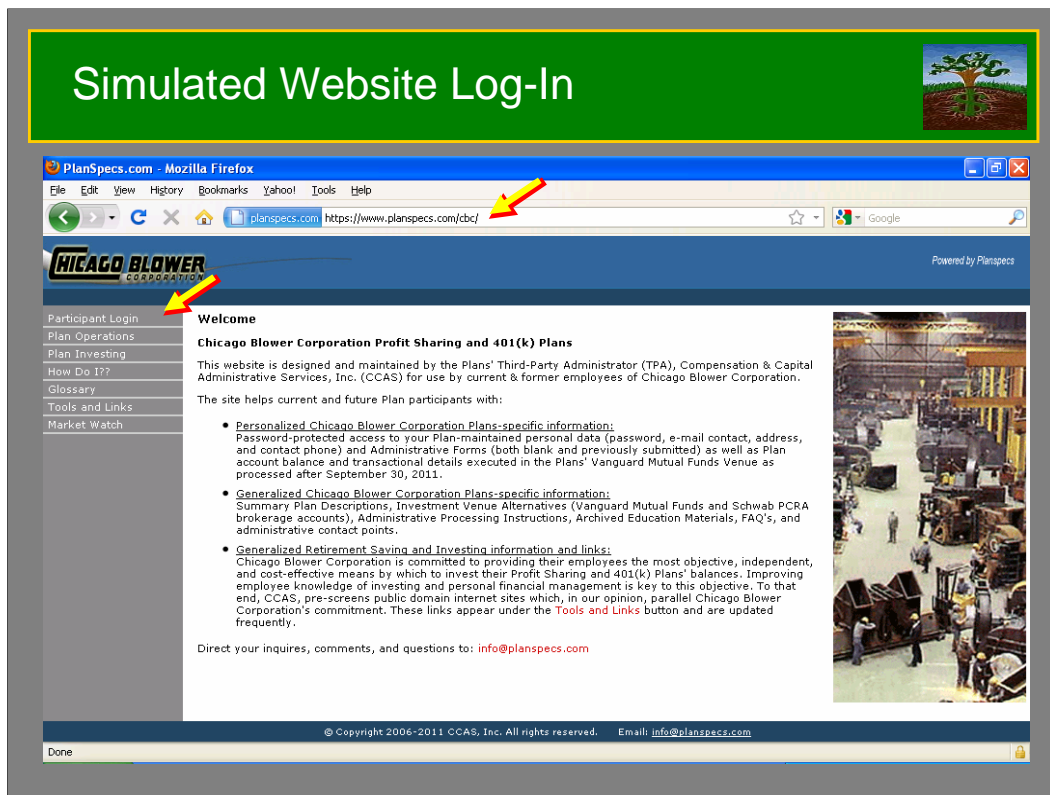 Simulated Website Log-In
PlanSpecs.com - Mozilla Firefox
File Edit View History Bookmarks Yahoo! Tools Help
planspecs.com https://www.planspecs.com/cbc/
Google
CHICAGO BLOWER
CORPORATION
Powered by Planspecs
Participant Login
Plan Operations
Plan Investing
How Do I??
Glossary
Tools and Links
Market Watch
Welcome
Chicago Blower Corporation Profit Sharing and 401(k) Plans
This website is designed and maintained by the Plans' Third-Party Administrator (TPA), Compensation & Capital
Administrative Services, Inc. (CCAS) for use by current & former employees of Chicago Blower Corporation.
The site helps current and future Plan participants with:
• Personalized Chicago Blower Corporation Plans-specific information:
Password-protected access to your Plan-maintained personal data (password, e-mail contact, address,
and contact phone) and Administrative Forms (both blank and previously submitted) as well as Plan
account balance and transactional details executed in the Plans' Vanguard Mutual Funds Venue as
processed after September 30, 2011.
• Generalized Chicago Blower Corporation Plans-specific information:
Summary Plan Descriptions, Investment Venue Alternatives (Vanguard Mutual Funds and Schwab PCRA
brokerage accounts), Administrative Processing Instructions, Archived Education Materials, FAQ's, and
administrative contact points.
• Generalized Retirement Saving and Investing information and links:
Chicago Blower Corporation is committed to providing their employees the most objective, independent,
and cost-effective means by which to invest their Profit Sharing and 401(k) Plans' balances. Improving
employee knowledge of investing and personal financial management is key to this objective. To that
end, CCAS, pre-screens public domain internet sites which, in our opinion, parallel Chicago Blower
Corporation's commitment. These links appear under the Tools and Links button and are updated
frequently.
Direct your inquires, comments, and questions to: info@planspecs.com
© Copyright 2006-2011 CCAS, Inc. All rights reserved. Email: info@planspecs.com
Done